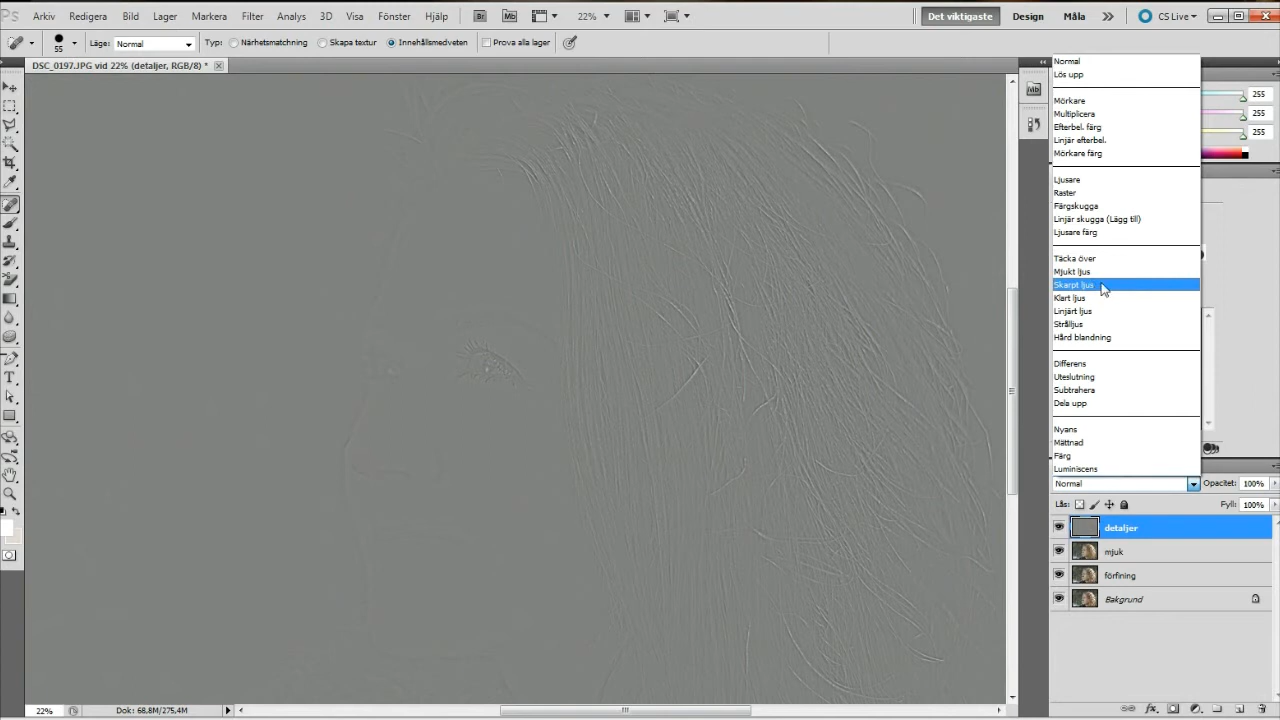 Ps Arkiv Redigera Bild Lager Markera Filter Analys 3D Visa Fönster Hjälp Br Mb 22% Det viktigaste Design Måla CS Live
55 Läge: Normal Typ: Närhetsmatchning Skapa textur Innehållsmedveten Prova alla lager
DSC_0197.JPG vid 22% (detaljer, RGB/8) *
Mb
Normal
Lös upp
Mörkare
Multiplicera
Efterbel. färg
Linjär efterbel.
Mörkare färg
Ljusare
Raster
Färgskugga
Linjär skugga (Lägg till)
Ljusare färg
Täcka över
Mjukt ljus
Skarpt ljus
Klart ljus
Linjärt ljus
Strålljus
Hård blandning
Differens
Uteslutning
Subtrahera
Dela upp
Nyans
Mättnad
Färg
Luminiscens
255
255
255
Normal Opacitet: 100%
Lås: Fyll: 100%
detaljer
mjuk
förfining
Bakgrund
22% Dok: 68,8M/275,4M
fx